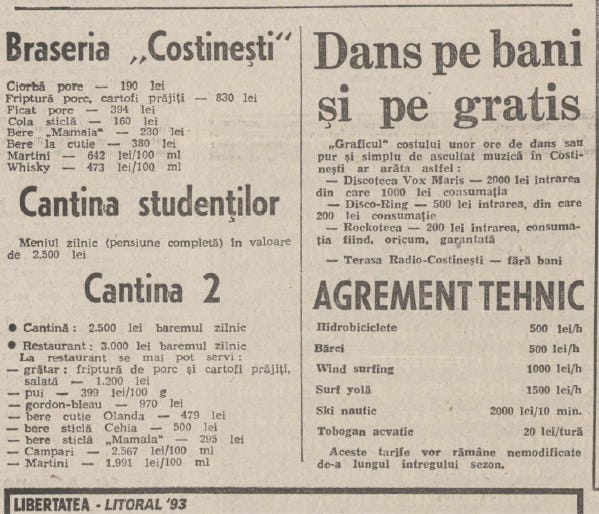 Braseria „Costinești“
Ciorbă porc — 190 lei
Friptură porc, cartofi prăjiți — 830 lei
Ficat porc — 394 lei
Cola sticlă — 160 lei
Bere „Mamaia“ — 230 lei
Bere la cutie — 380 lei
Martini — 642 lei/100 ml
Whisky — 473 lei/100 ml
Cantina studenților
Meniul zilnic (pensiune completă) în valoare
de 2.500 lei
Cantina 2
● Cantină: 2.500 lei baremul zilnic
● Restaurant: 3.000 lei baremul zilnic
La restaurant se mai pot servi:
— grătar: friptură de porc și cartofi prăjiți,
salată — 1.200 lei
— pui — 399 lei/100 g
— gordon-bleau — 970 lei
— bere cutie Olanda — 479 lei
— bere sticlă Cehia — 500 lei
— bere sticlă „Mamaia“ — 295 lei
— Campari — 2.567 lei/100 ml
— Martini — 1.991 lei/100 ml
Dans pe bani
și pe gratis
„Graficul“ costului unor ore de dans sau
pur și simplu de ascultat muzică în Costi-
nești ar arăta astfel:
— Discoteca Vox Maris — 2000 lei intrarea
din care 1000 lei consumația
— Disco-Ring — 500 lei intrarea, din care
200 lei consumație
— Rockoteca — 200 lei intrarea, consuma-
ția fiind, oricum, garantată
— Terasa Radio-Costinești — fără bani
AGREMENT TEHNIC
Hidrobiciclete 500 lei/h
Bărci 500 lei/h
Wind surfing 1000 lei/h
Surf yolă 1500 lei/h
Ski nautic 2000 lei/10 min.
Tobogan acvatic 20 lei/tură
Aceste tarife vor rămâne nemodificate
de-a lungul întregului sezon.
LIBERTATEA - LITORAL '93